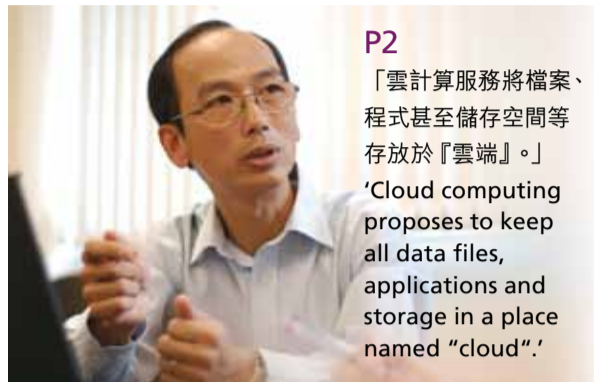 P2
「雲計算服務將檔案、
程式甚至儲存空間等
存放於『雲端』。」
‘Cloud computing
proposes to keep
all data files,
applications and
storage in a place
named “cloud“.’